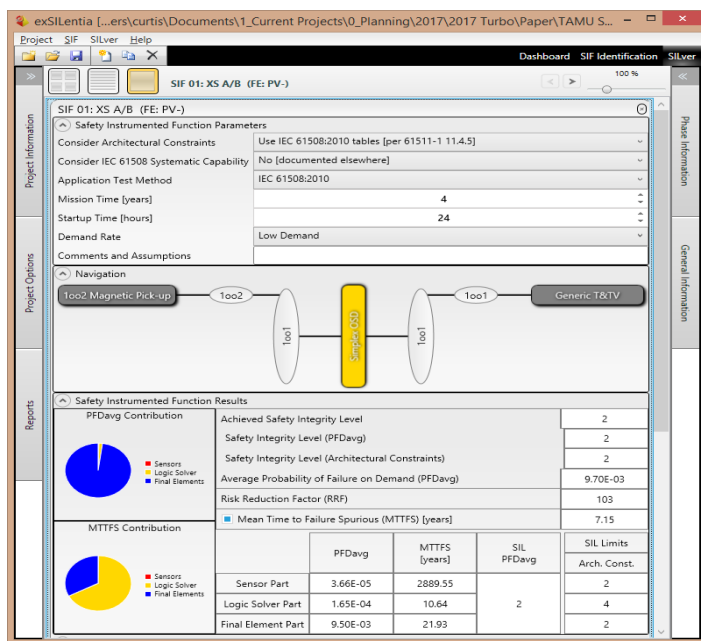 exSILentia [...ers\curtis\Documents\1_Current Projects\0_Planning\2017\2017 Turbo\Paper\TAMU S...
Project SIF SILver Help
Dashboard SIF Identification SILver
SIF 01: XS A/B (FE: PV-)
100 %
Project Information
Project Options
Reports
Phase Information
General Information
SIF 01: XS A/B (FE: PV-)
Safety Instrumented Function Parameters
Consider Architectural Constraints Use IEC 61508:2010 tables [per 61511-1 11.4.5]
Consider IEC 61508 Systematic Capability No [documented elsewhere]
Application Test Method IEC 61508:2010
Mission Time [years] 4
Startup Time [hours] 24
Demand Rate Low Demand
Comments and Assumptions
Navigation
1oo2 Magnetic Pick-up 1oo2 1oo1 Simplex OSD 1oo1 1oo1 Generic T&TV
Safety Instrumented Function Results
PFDavg Contribution
Sensors
Logic Solver
Final Elements
MTTFS Contribution
Sensors
Logic Solver
Final Elements
Achieved Safety Integrity Level 2
Safety Integrity Level (PFDavg) 2
Safety Integrity Level (Architectural Constraints) 2
Average Probability of Failure on Demand (PFDavg) 9.70E-03
Risk Reduction Factor (RRF) 103
Mean Time to Failure Spurious (MTTFS) [years] 7.15
PFDavg MTTFS [years] SIL PFDavg SIL Limits
Arch. Const.
Sensor Part 3.66E-05 2889.55 2
Logic Solver Part 1.65E-04 10.64 2 4
Final Element Part 9.50E-03 21.93 2